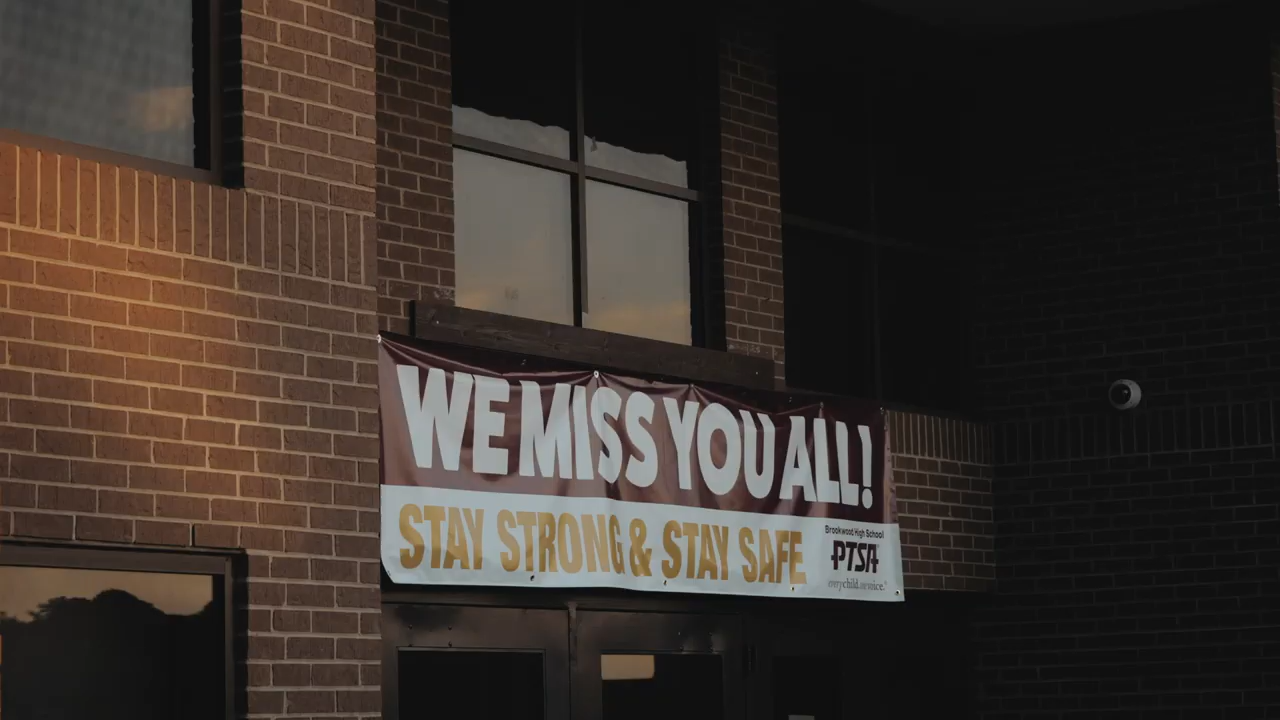 WE MISS YOU ALL!
STAY STRONG & STAY SAFE
Brookwood High School
PTSA
everychild.onevoice.®